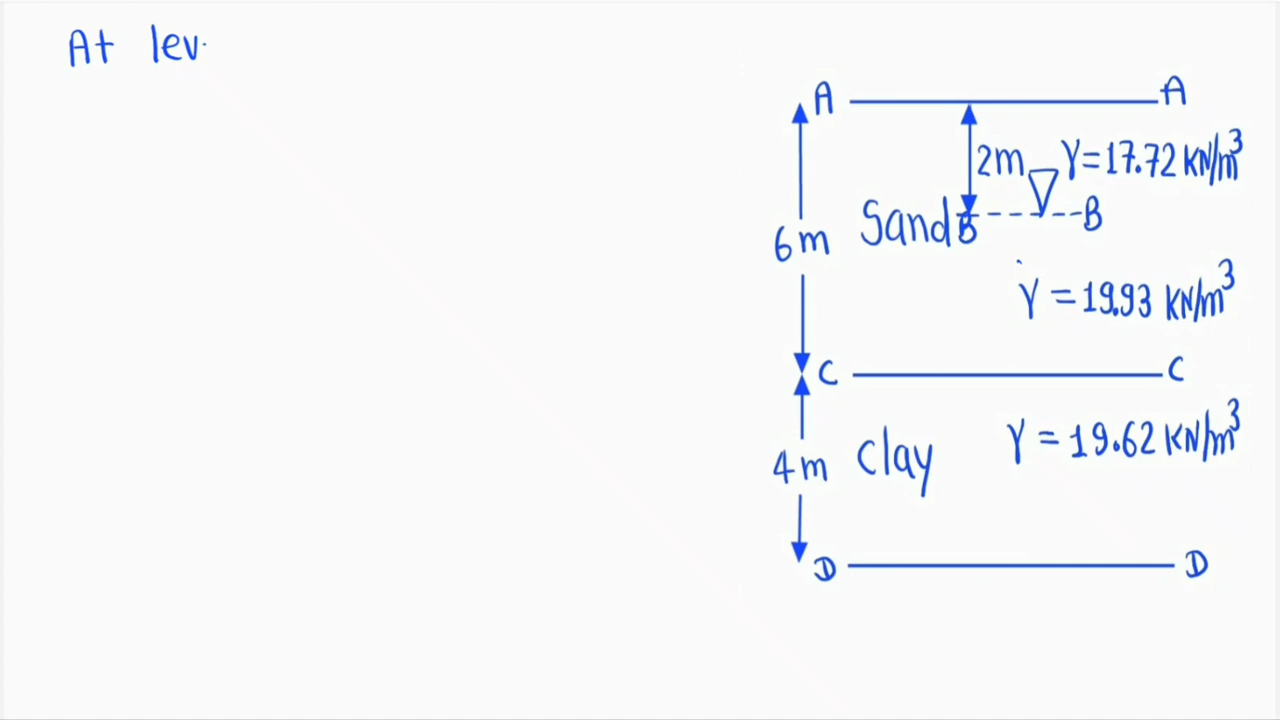 At lev
A A
2m γ=17.72 KN/m³
6m Sand B B
γ = 19.93 KN/m³
C C
4m Clay γ = 19.62 KN/m³
D D